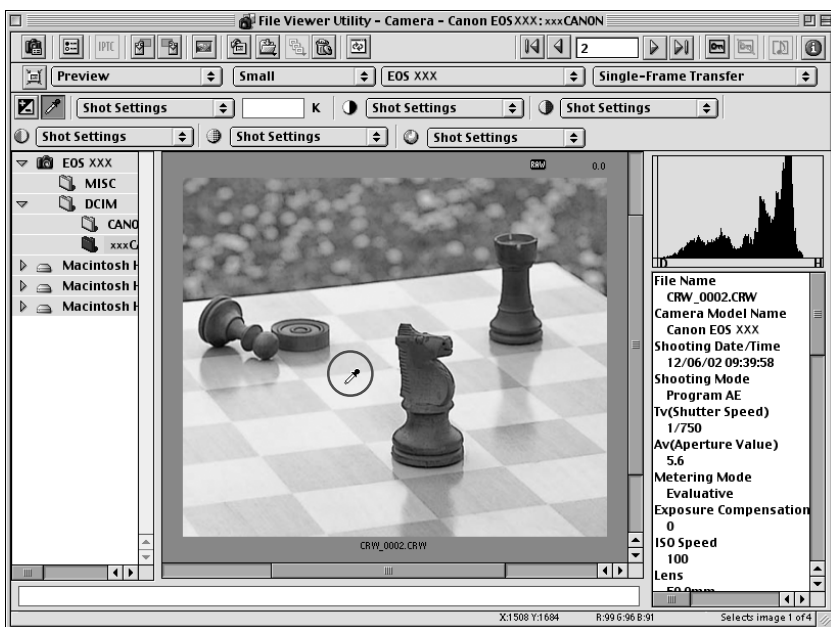 File Viewer Utility - Camera - Canon EOS XXX: xxxCANON
IPTC
2
Preview
Small
EOS XXX
Single-Frame Transfer
Shot Settings
K
Shot Settings
Shot Settings
Shot Settings
Shot Settings
Shot Settings
EOS XXX
MISC
DCIM
CANO
xxxCA
Macintosh H
Macintosh H
Macintosh H
RAW
0.0
CRW_0002.CRW
D
H
File Name
CRW_0002.CRW
Camera Model Name
Canon EOS XXX
Shooting Date/Time
12/06/02 09:39:58
Shooting Mode
Program AE
Tv(Shutter Speed)
1/750
Av(Aperture Value)
5.6
Metering Mode
Evaluative
Exposure Compensation
0
ISO Speed
100
Lens
X:1508 Y:1684
R:99 G:96 B:91
Selects image 1 of 4